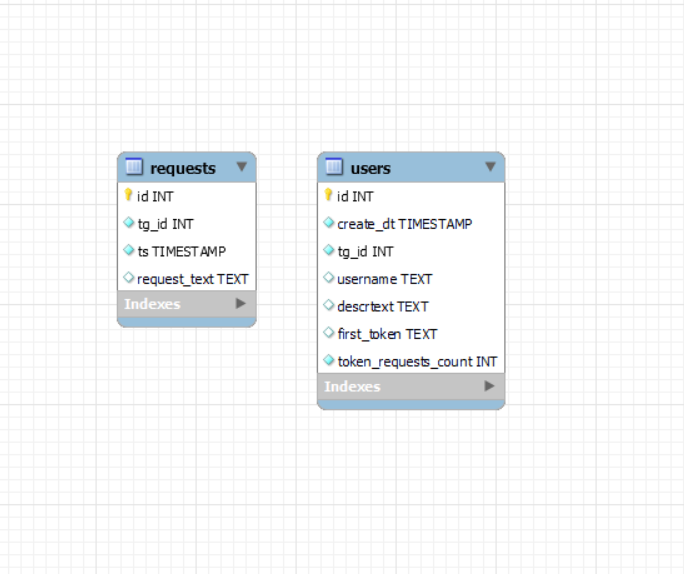 requests
id INT
tg_id INT
ts TIMESTAMP
request_text TEXT
Indexes
users
id INT
create_dt TIMESTAMP
tg_id INT
username TEXT
descrtext TEXT
first_token TEXT
token_requests_count INT
Indexes